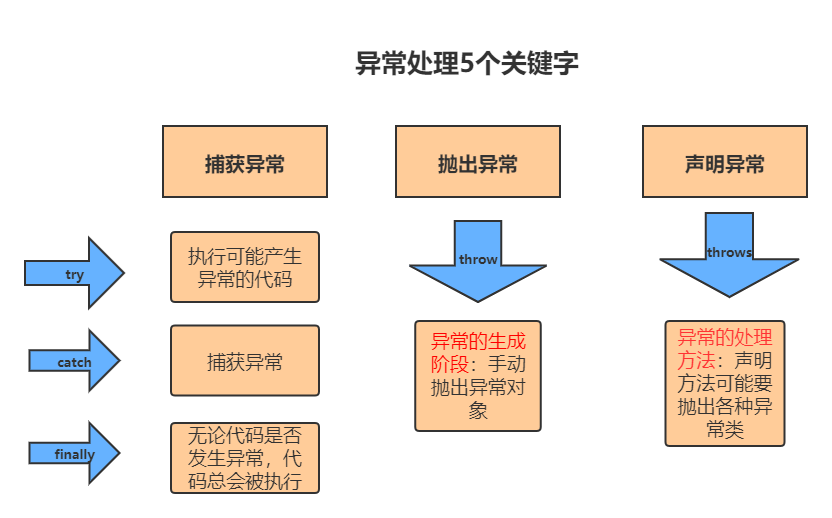 异常处理5个关键字
捕获异常
抛出异常
声明异常
try
执行可能产生
异常的代码
catch
捕获异常
finally
无论代码是否
发生异常，代
码总会被执行
throw
异常的生成
阶段：手动
抛出异常对
象
throws
异常的处理
方法：声明
方法可能要
抛出各种异
常类